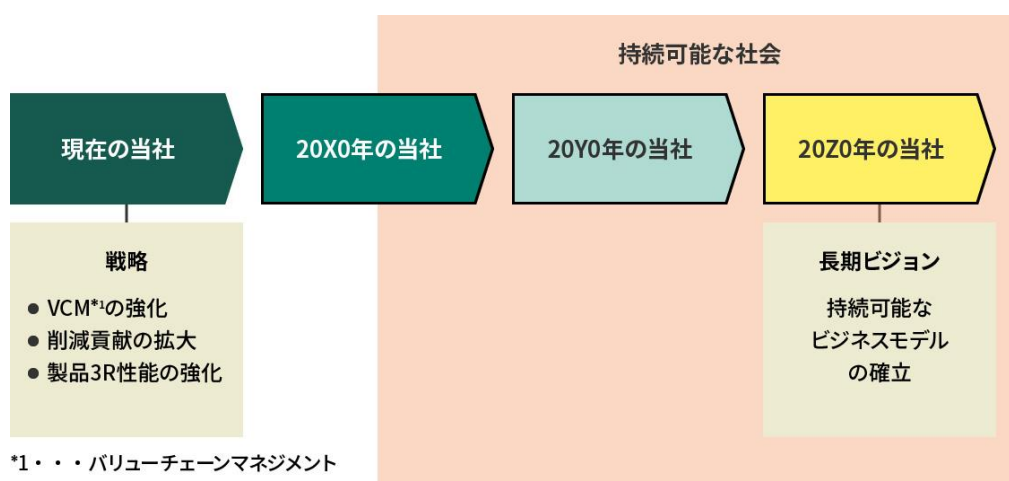 持続可能な社会
現在の当社
20X0年の当社
20Y0年の当社
20Z0年の当社
戦略
● VCM*1の強化
● 削減貢献の拡大
● 製品3R性能の強化
長期ビジョン
持続可能な
ビジネスモデル
の確立
*1・・・バリューチェーンマネジメント